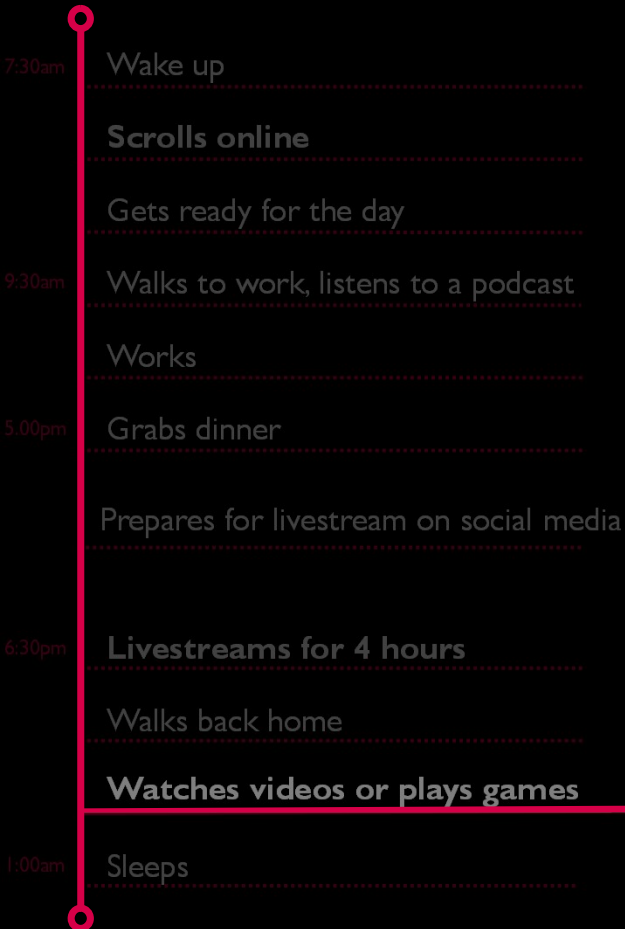 7:30am Wake up
Scrolls online
Gets ready for the day
9:30am Walks to work, listens to a podcast
Works
5.00pm Grabs dinner
Prepares for livestream on social media
6:30pm Livestreams for 4 hours
Walks back home
Watches videos or plays games
1:00am Sleeps